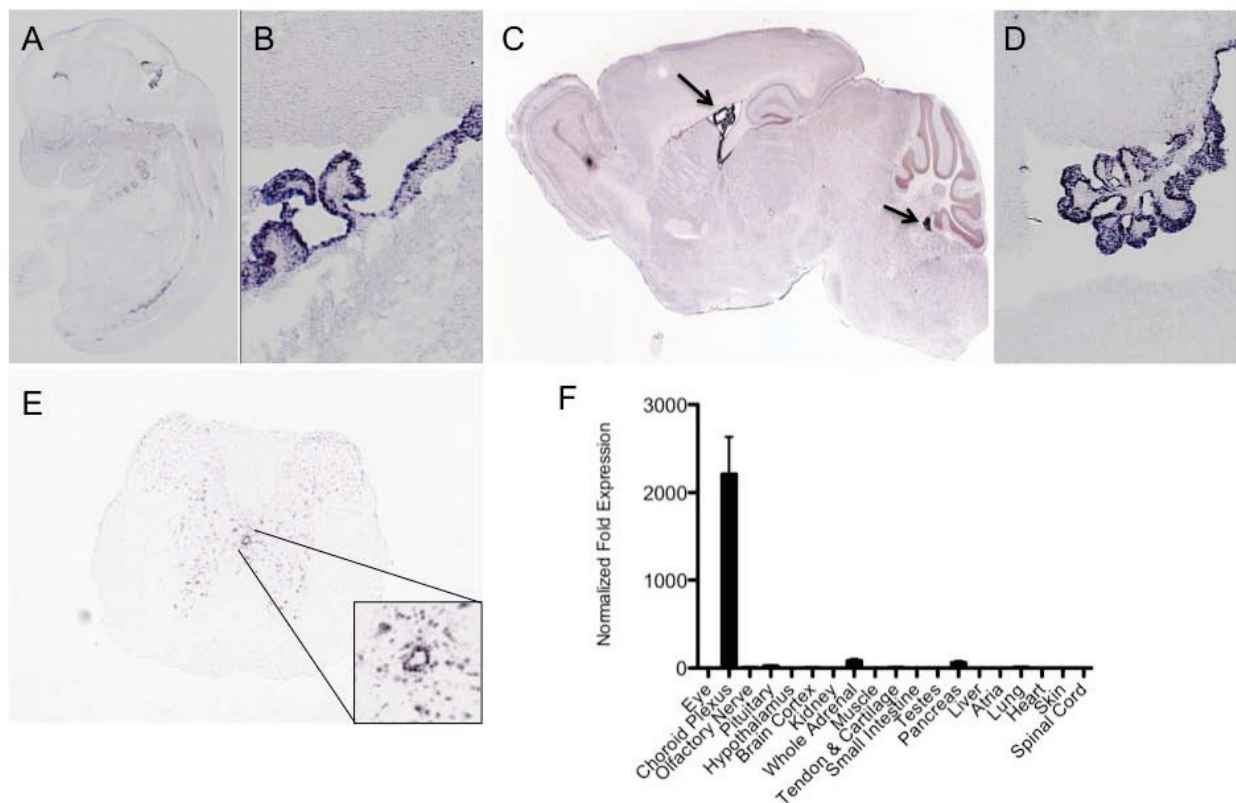 A
B
C
D
E
F
Normalized Fold Expression
3000
2000
1000
0
Eye
Choroid Plexus
Olfactory Nerve
Pituitary
Hypothalamus
Brain Cortex
Kidney
Whole Adrenal
Muscle
Tendon & Cartilage
Small Intestine
Testes
Pancreas
Liver
Atria
Lung
Heart
Skin
Spinal Cord